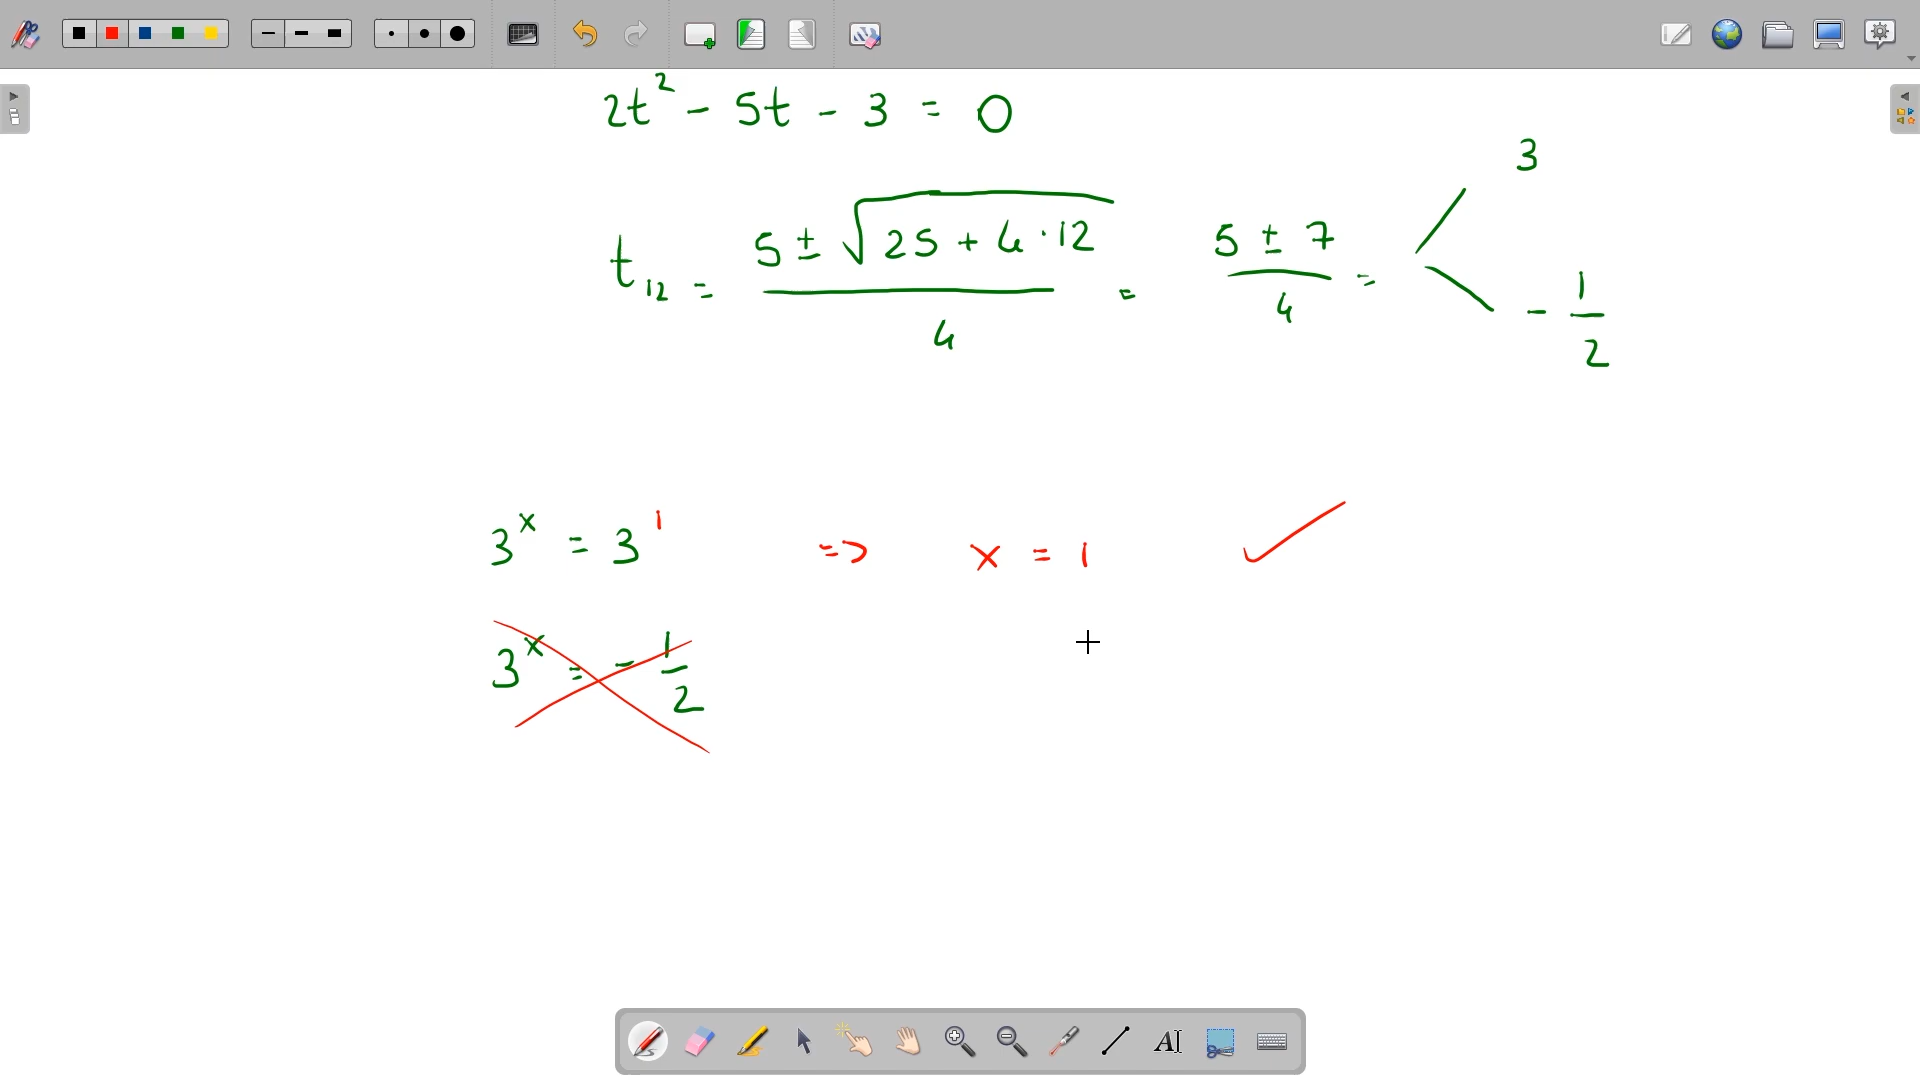 2t² - 5t - 3 = 0
t₁₂ = (5 ± √(25 + 4·12))/4 = (5 ± 7)/4 = 3
- 1/2
3ˣ = 3¹ => x = 1 ✓
3ˣ = - 1/2
AI